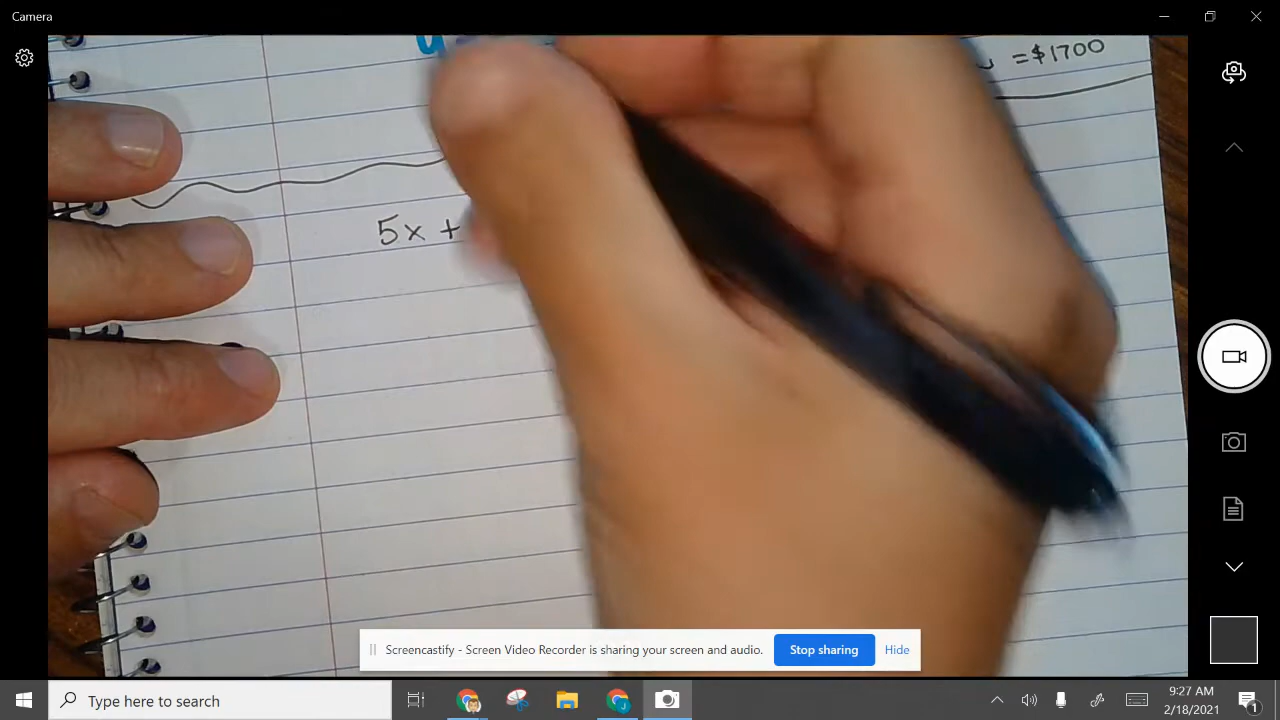 Camera
= $1700
5x +
Screencastify - Screen Video Recorder is sharing your screen and audio.
Stop sharing
Hide
Type here to search
9:27 AM
2/18/2021
1